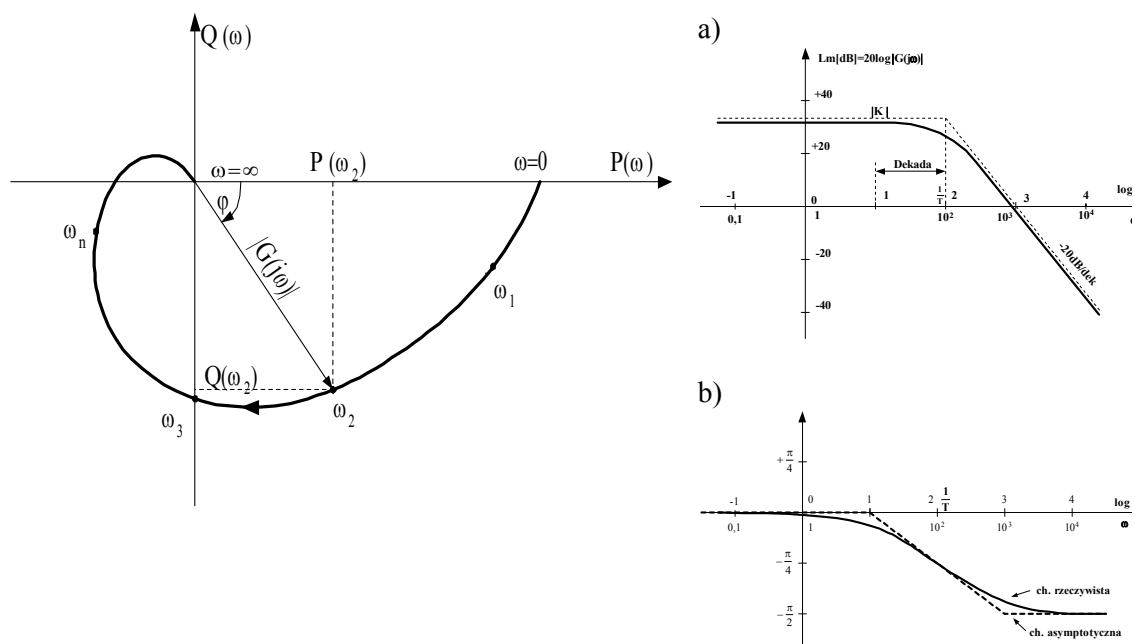 Q(ω)
ω=∞
P(ω₂)
ω=0
P(ω)
φ
ωₙ
|G(jω)|
ω₁
Q(ω₂)
ω₃
ω₂
a)
Lm[dB]=20log|G(jω)|
+40
|K|
+20
Dekada
-1
0
1
1/T
2
3
4
log
0,1
1
10²
10³
10⁴
-20
-20dB/dek
-40
b)
+π/4
-1
0
1
2
1/T
3
4
log
0,1
1
10²
10³
10⁴
ω
-π/4
ch. rzeczywista
-π/2
ch. asymptotyczna